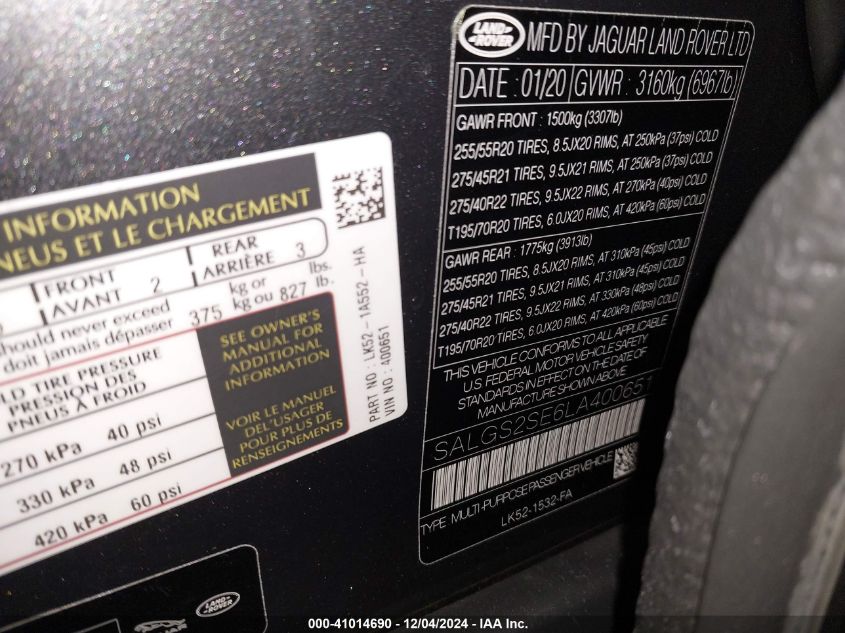 INFORMATION
NEUS ET LE CHARGEMENT
FRONT
AVANT 2
REAR
ARRIÈRE 3
should never exceed
doit jamais dépasser 375 kg or kg ou 827 lbs. lb.
LD TIRE PRESSURE
PRESSION DES
PNEUS À FROID
270 kPa 40 psi
330 kPa 48 psi
420 kPa 60 psi
SEE OWNER'S
MANUAL FOR
ADDITIONAL
INFORMATION
VOIR LE MANUEL
DEL'USAGER
POUR PLUS DE
RENSEIGNEMENTS
PART NO : LK52-1A552-HA
VIN NO : 400651
LAND ROVER
MFD BY JAGUAR LAND ROVER LTD
DATE : 01/20 GVWR : 3160kg (6967lb)
GAWR FRONT : 1500kg (3307lb)
255/55R20 TIRES, 8.5JX20 RIMS, AT 250kPa (37psi) COLD
275/45R21 TIRES, 9.5JX21 RIMS, AT 250kPa (37psi) COLD
275/40R22 TIRES, 9.5JX22 RIMS, AT 270kPa (40psi) COLD
T195/70R20 TIRES, 6.0JX20 RIMS, AT 420kPa (60psi) COLD
GAWR REAR : 1775kg (3913lb)
255/55R20 TIRES, 8.5JX20 RIMS, AT 310kPa (45psi) COLD
275/45R21 TIRES, 9.5JX21 RIMS, AT 310kPa (45psi) COLD
275/40R22 TIRES, 9.5JX22 RIMS, AT 330kPa (48psi) COLD
T195/70R20 TIRES, 6.0JX20 RIMS, AT 420kPa (60psi) COLD
THIS VEHICLE CONFORMS TO ALL APPLICABLE
U.S. FEDERAL MOTOR VEHICLE SAFETY
STANDARDS IN EFFECT ON THE DATE OF
MANUFACTURE SHOWN ABOVE
SALGS2SE6LA400651
TYPE : MULTI-PURPOSE PASSENGER VEHICLE
LK52-1532-FA
LAND ROVER
000-41014690 - 12/04/2024 - IAA Inc.